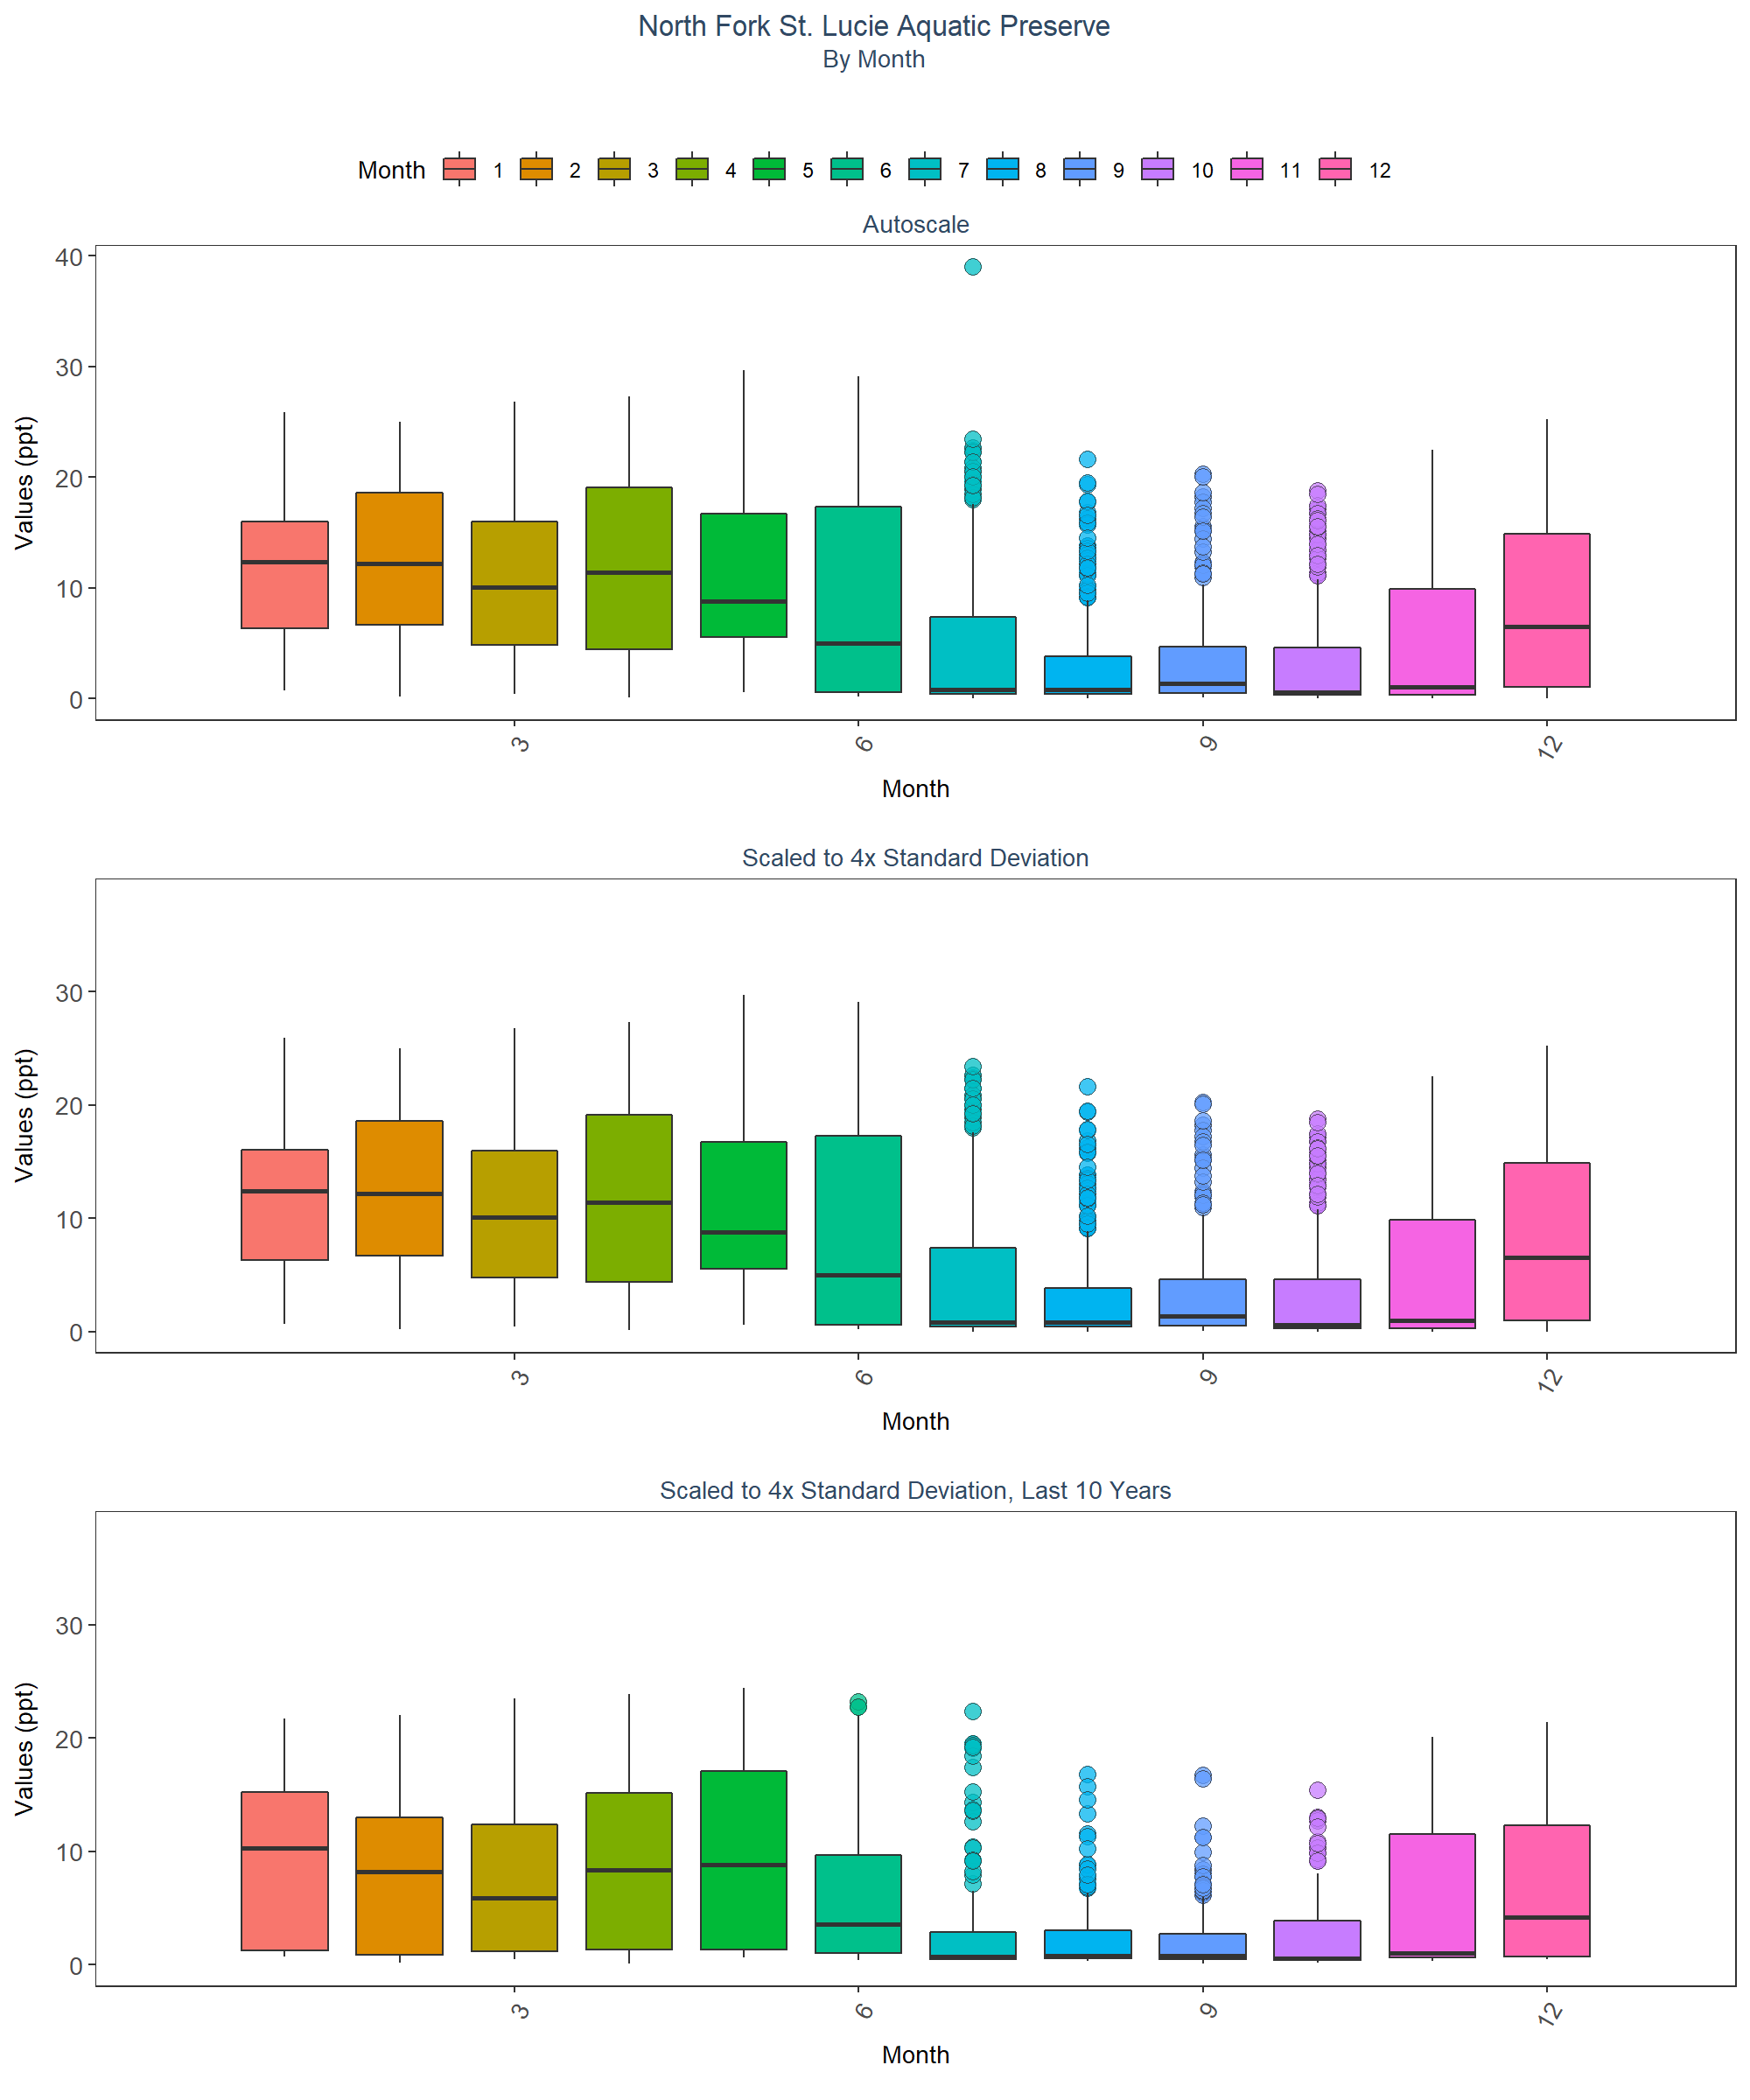 North Fork St. Lucie Aquatic Preserve
By Month
Month 1 2 3 4 5 6 7 8 9 10 11 12
Autoscale
Values (ppt)
40
30
20
10
0
3 6 9 12
Month
Scaled to 4x Standard Deviation
Values (ppt)
30
20
10
0
3 6 9 12
Month
Scaled to 4x Standard Deviation, Last 10 Years
Values (ppt)
30
20
10
0
3 6 9 12
Month